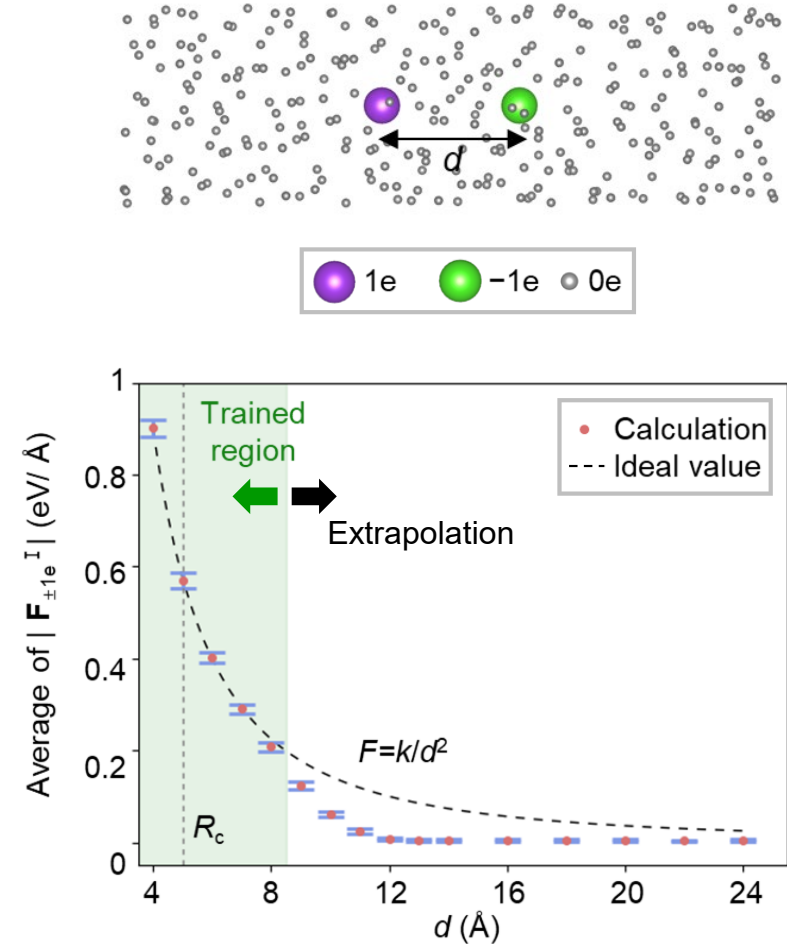 d
1e −1e 0e
1
0.8
0.6
0.4
0.2
0
Average of | F±1e^I | (eV/ Å)
Trained
region
Extrapolation
Calculation
Ideal value
F=k/d²
Rc
4 8 12 16 20 24
d (Å)